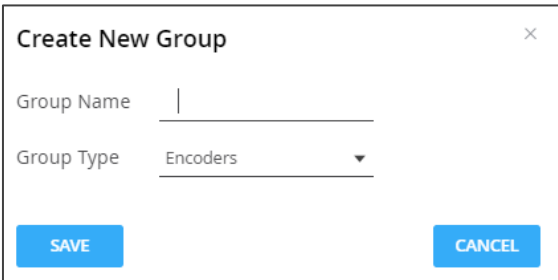 Create New Group
Group Name
Group Type Encoders
SAVE CANCEL